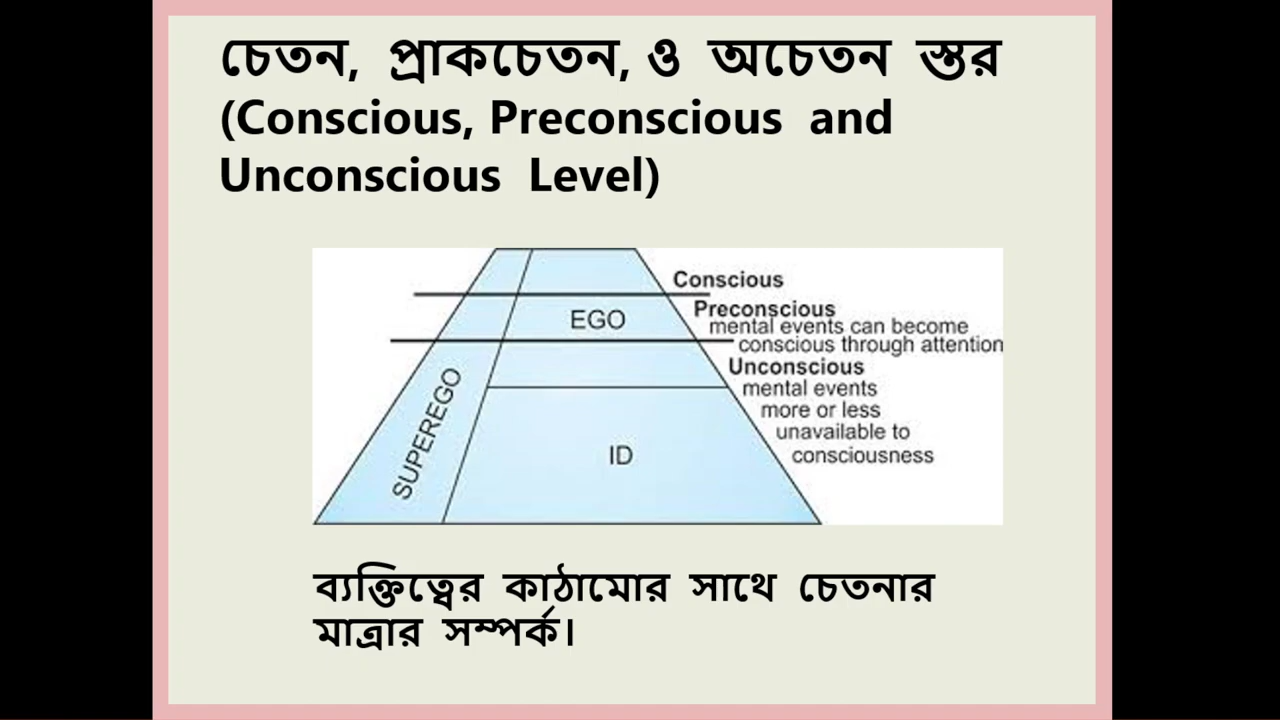 চেতন, প্রাকচেতন, ও অচেতন স্তর
(Conscious, Preconscious and
Unconscious Level)
Conscious
Preconscious
EGO
mental events can become
conscious through attention
Unconscious
mental events
more or less
unavailable to
consciousness
SUPEREGO
ID
ব্যক্তিত্বের কাঠামোর সাথে চেতনার
মাত্রার সম্পর্ক।